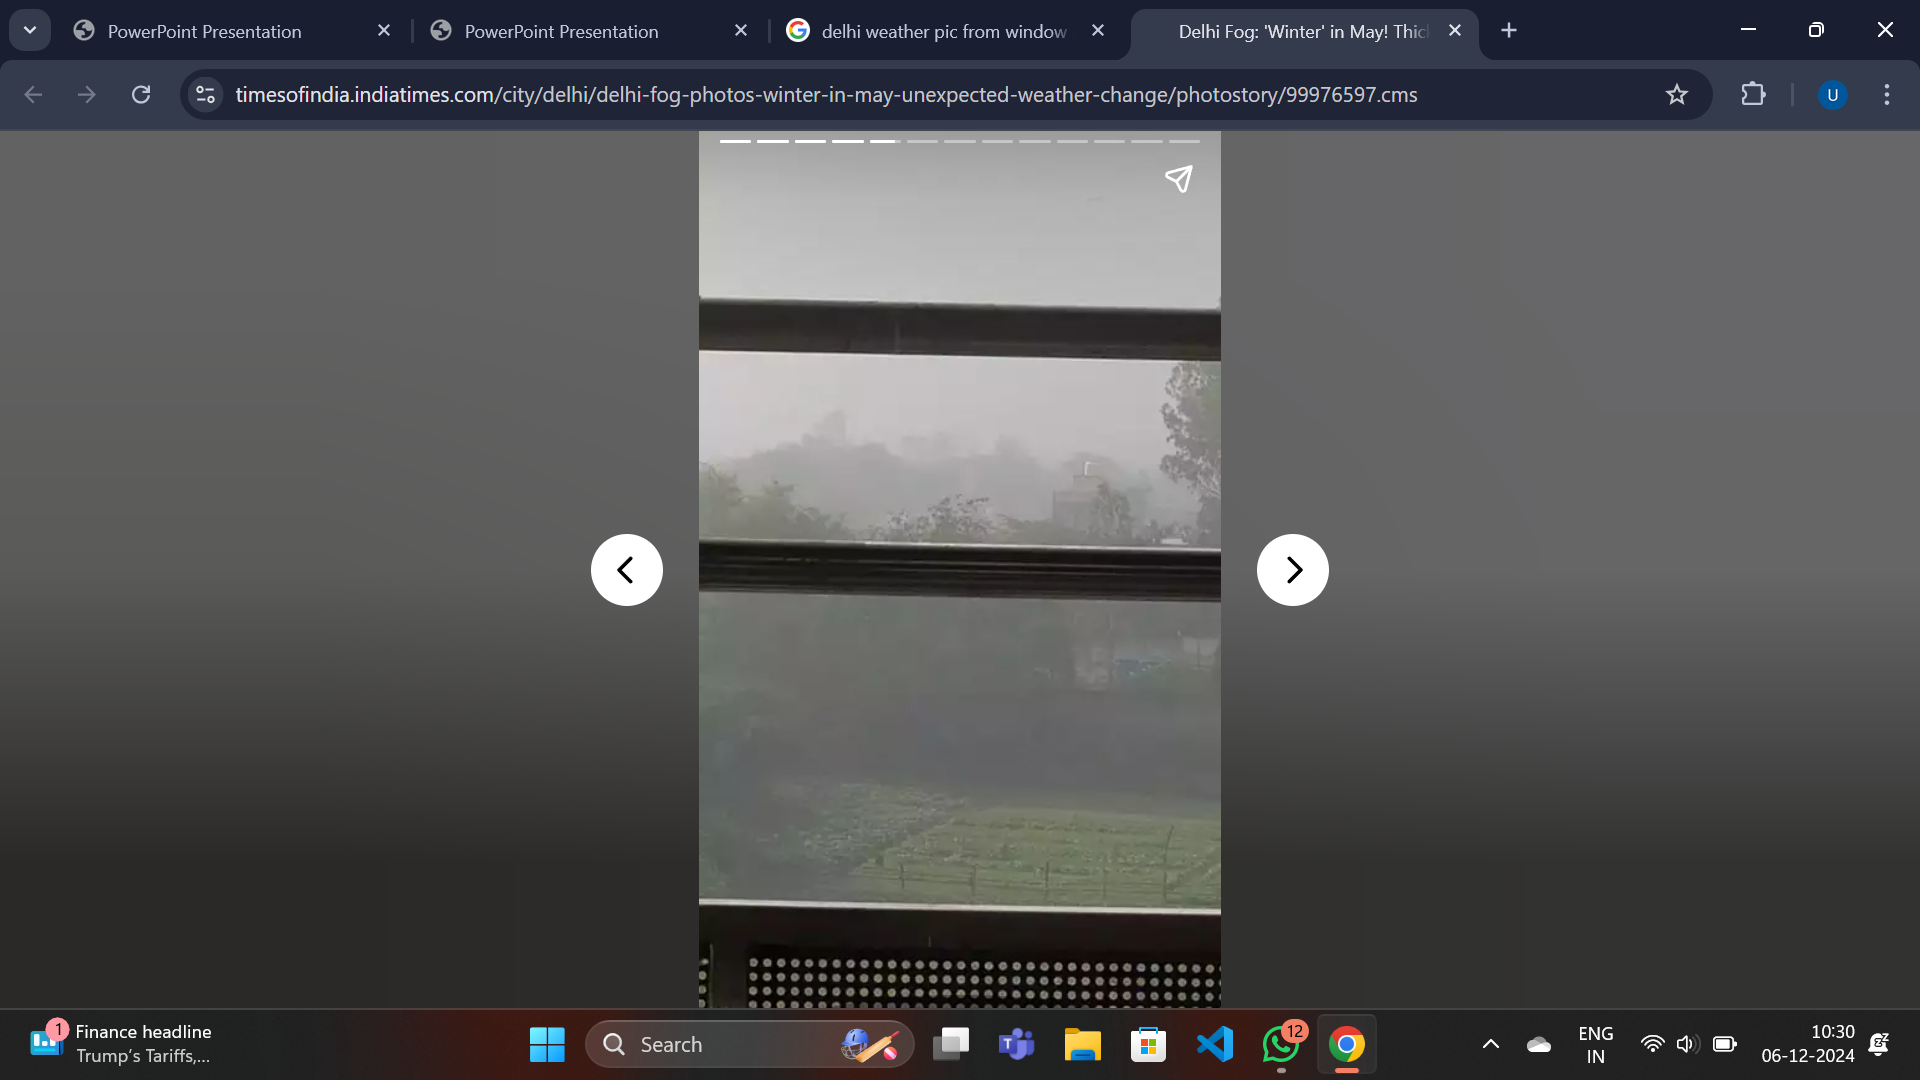 PowerPoint Presentation
PowerPoint Presentation
delhi weather pic from window
Delhi Fog: 'Winter' in May! Thic
timesofindia.indiatimes.com/city/delhi/delhi-fog-photos-winter-in-may-unexpected-weather-change/photostory/99976597.cms
U
1
Finance headline
Trump's Tariffs,...
Search
T
12
ENG
IN
10:30
06-12-2024